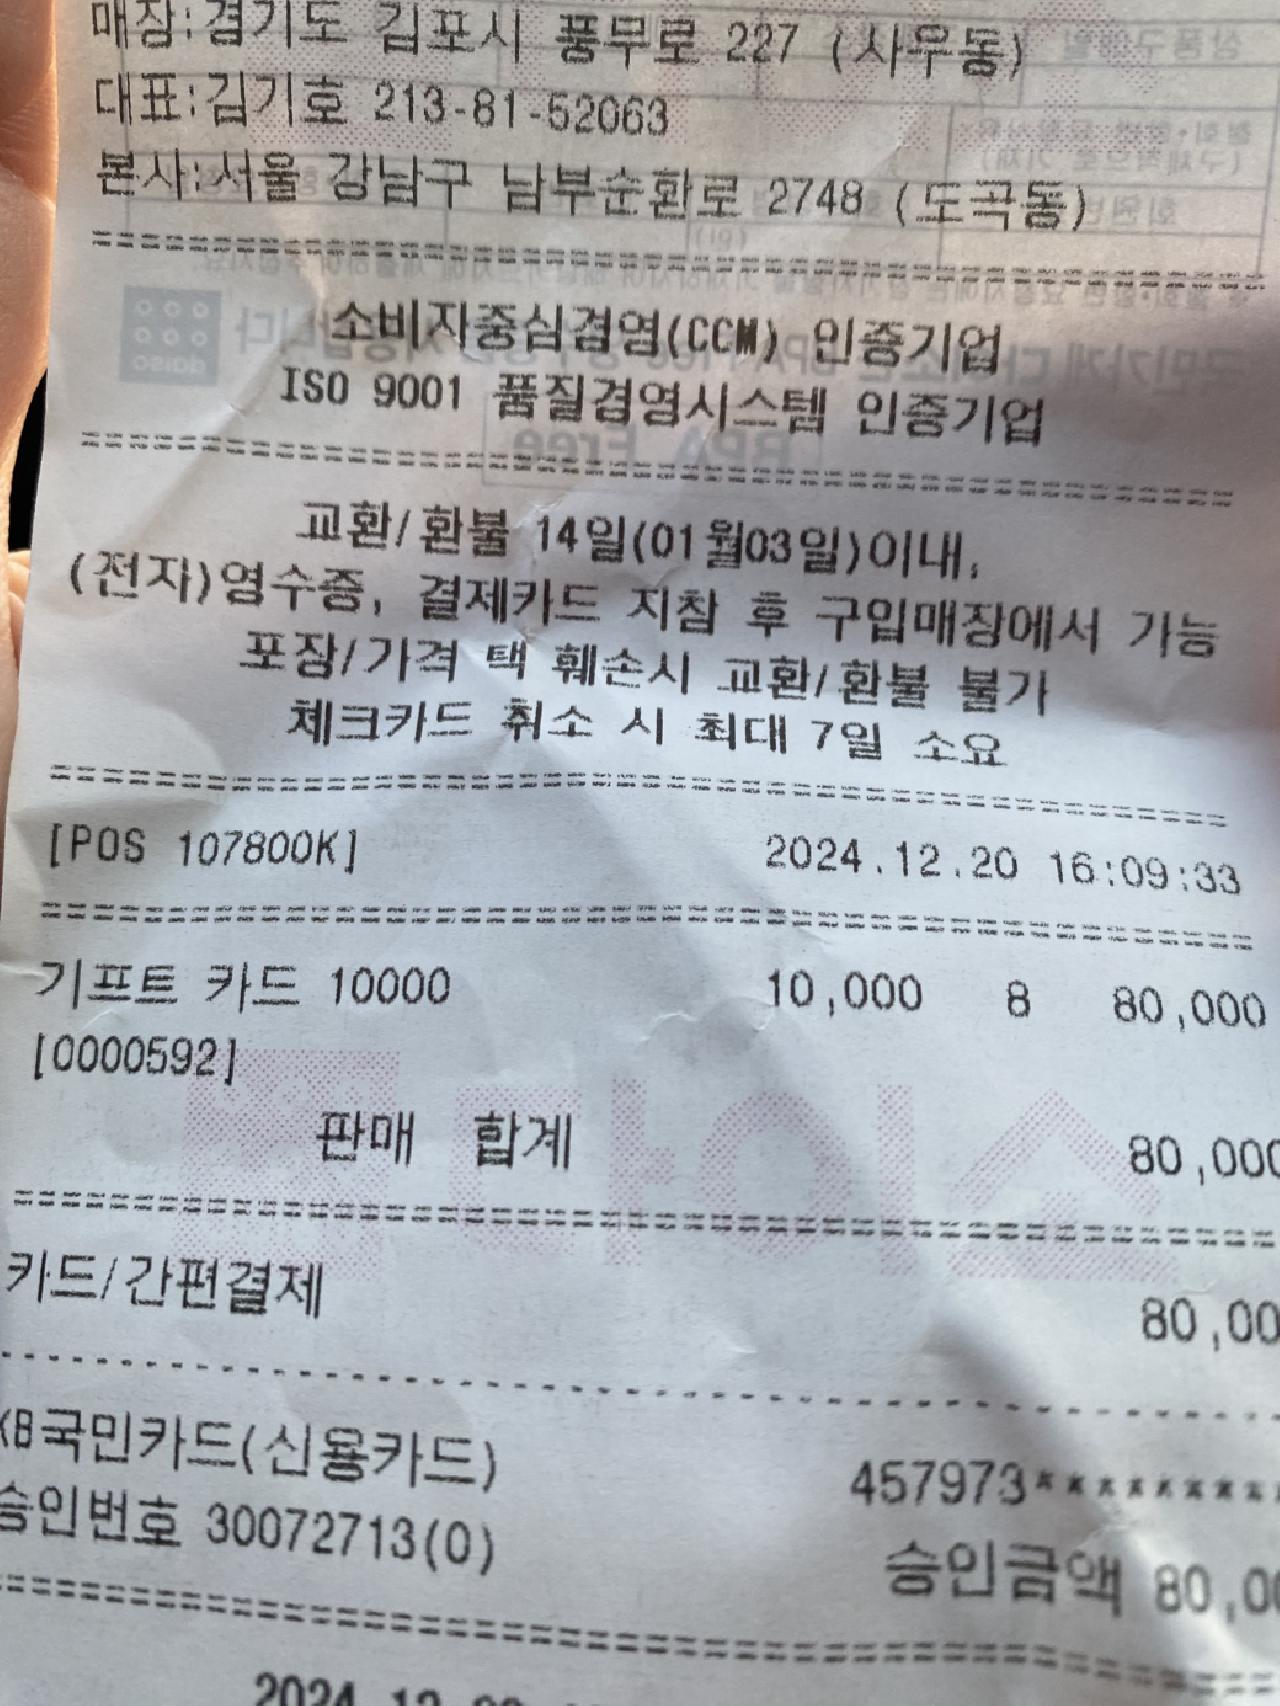 매장:경기도 김포시 풍무로 227 (사우동)
대표:김기호 213-81-52063
본사:서울 강남구 남부순환로 2748 (도곡동)
소비자중심경영(CCM) 인증기업
ISO 9001 품질경영시스템 인증기업
교환/환불 14일(01월03일)이내,
(전자)영수증, 결제카드 지참 후 구입매장에서 가능
포장/가격 택 훼손시 교환/환불 불가
체크카드 취소 시 최대 7일 소요
[POS 107800K] 2024.12.20 16:09:33
기프트 카드 10000 10,000 8 80,000
[0000592]
판매 합계 80,000
카드/간편결제 80,00
KB국민카드(신용카드) 457973*********
승인번호 30072713(0) 승인금액 80,00
다이소
BPA Free
daiso